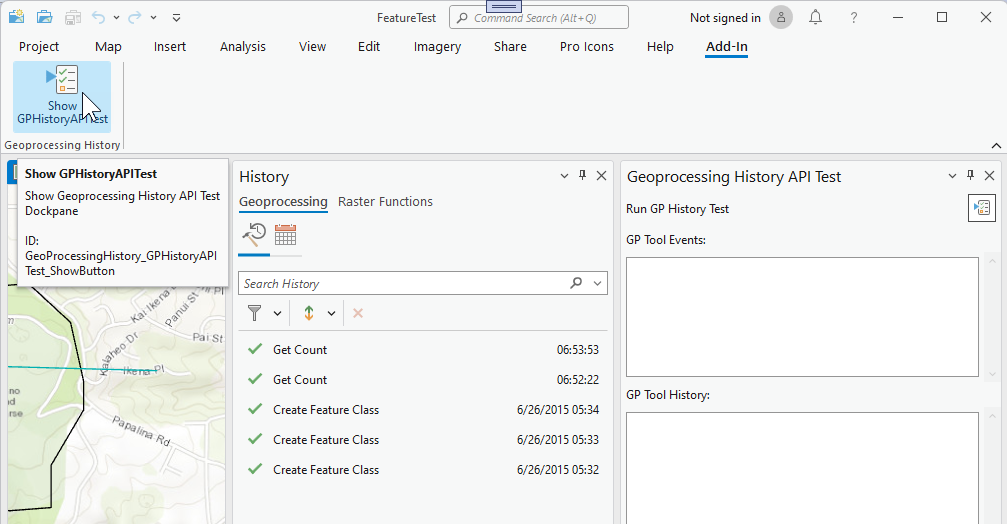 FeatureTest
Command Search (Alt+Q)
Not signed in
?
Project
Map
Insert
Analysis
View
Edit
Imagery
Share
Pro Icons
Help
Add-In
Show
GPHistoryAPITest
Geoprocessing History
Show GPHistoryAPITest
Show Geoprocessing History API Test
Dockpane
ID:
GeoProcessingHistory_GPHistoryAPI
Test_ShowButton
Kai Ikena
Panui St
Kalaheo Dr
Pai St
Ikena Pl
Papalina Rd
History
Geoprocessing
Raster Functions
Search History
Get Count 06:53:53
Get Count 06:52:22
Create Feature Class 6/26/2015 05:34
Create Feature Class 6/26/2015 05:33
Create Feature Class 6/26/2015 05:32
Geoprocessing History API Test
Run GP History Test
GP Tool Events:
GP Tool History: